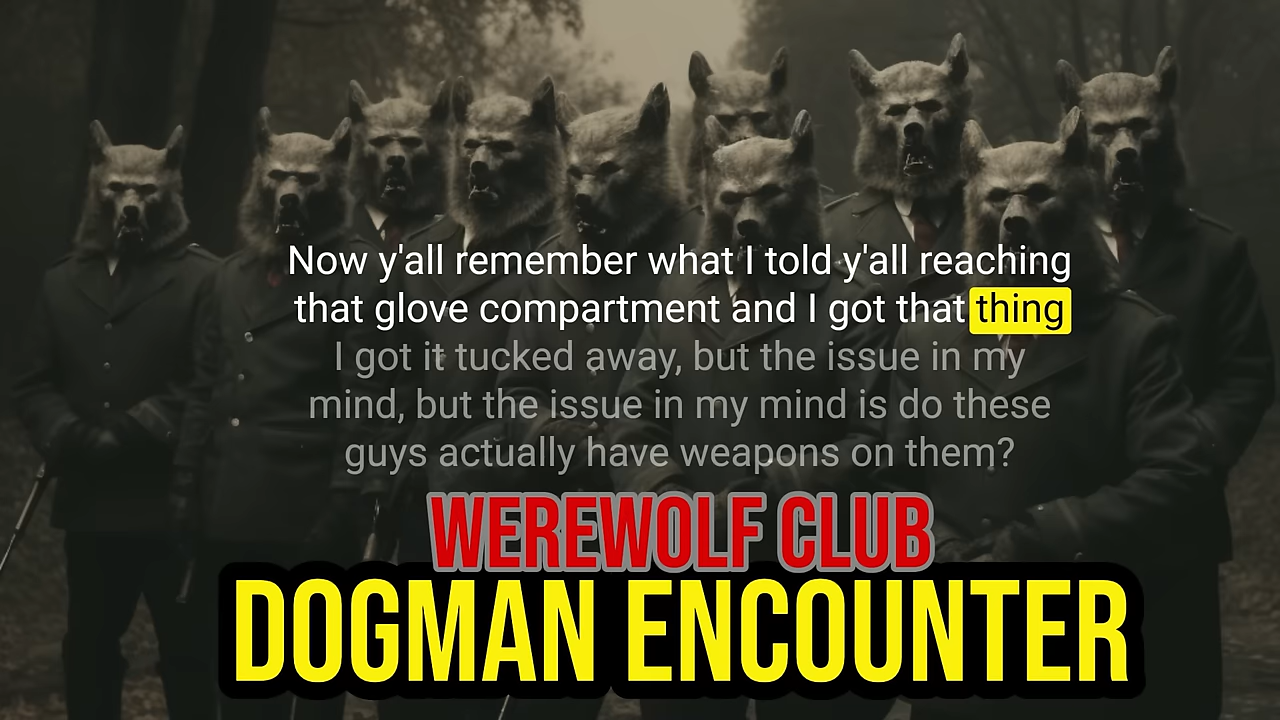 Now y'all remember what I told y'all reaching
that glove compartment and I got that thing
I got it tucked away, but the issue in my
mind, but the issue in my mind is do these
guys actually have weapons on them?
WEREWOLF CLUB
DOGMAN ENCOUNTER